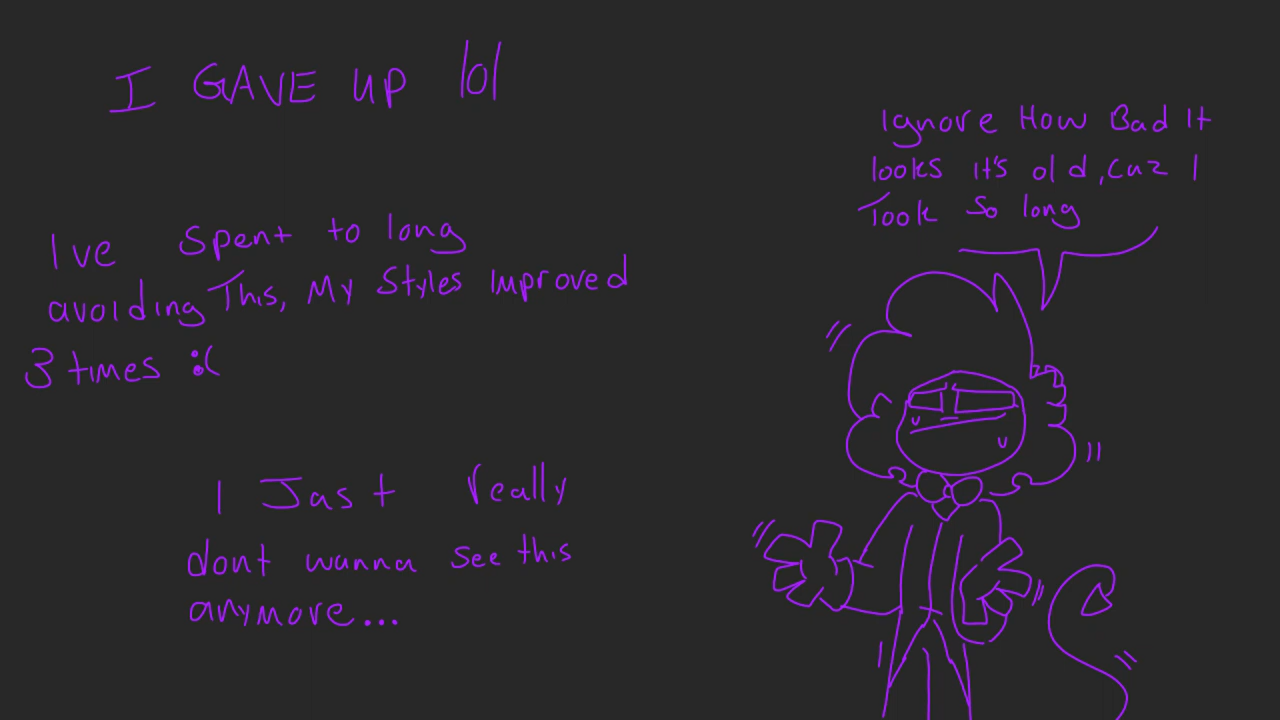 I GAVE UP lol
Ignore How Bad It
looks it's old, cuz I
Took so long
Ive Spent to long
avoiding This, My Styles Improved
3 times :(
I Just really
dont wanna see this
anymore...